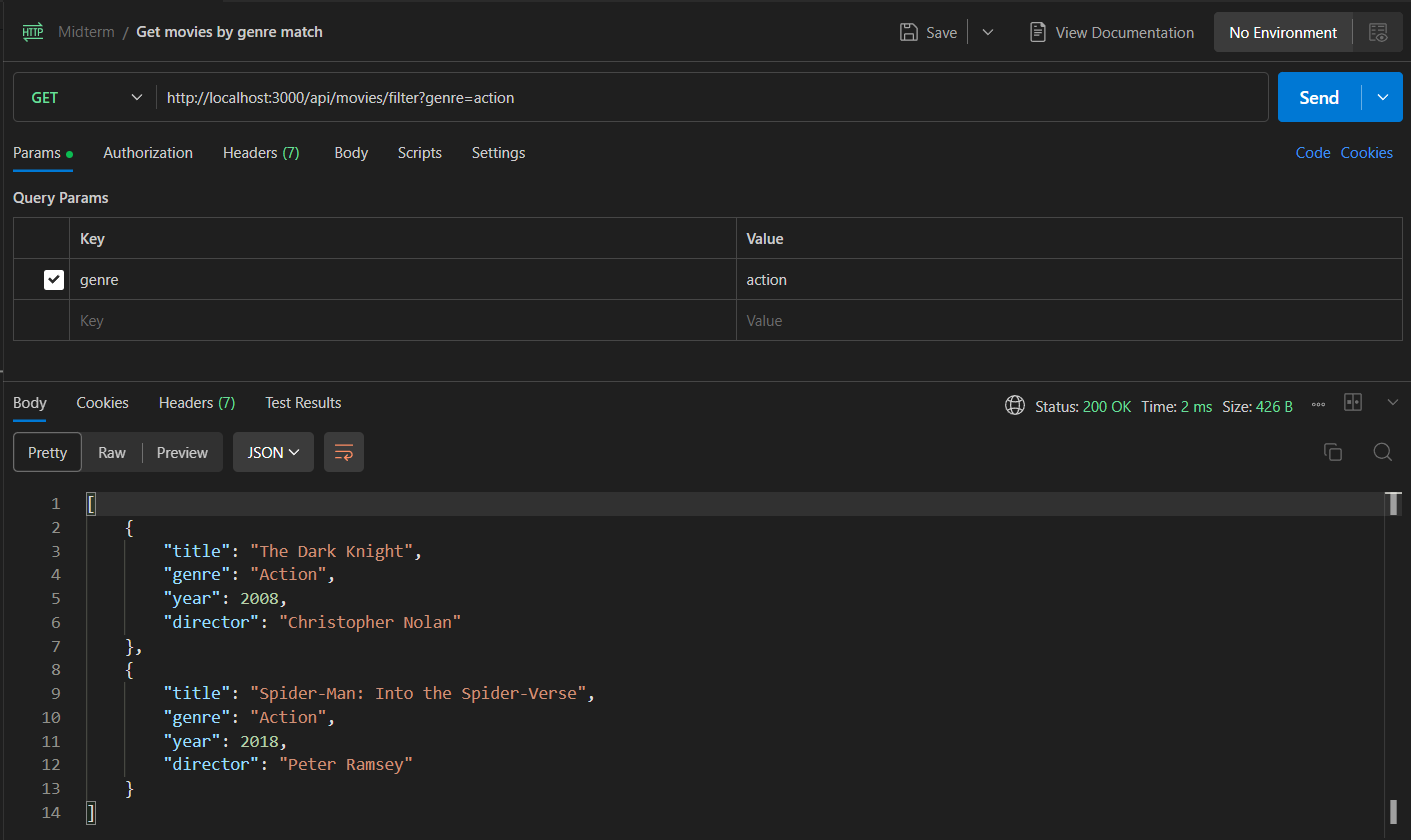 HTTP Midterm / Get movies by genre match Save View Documentation No Environment
GET http://localhost:3000/api/movies/filter?genre=action Send
Params Authorization Headers (7) Body Scripts Settings Code Cookies
Query Params
Key Value
genre action
Key Value
Body Cookies Headers (7) Test Results Status: 200 OK Time: 2 ms Size: 426 B
Pretty Raw Preview JSON
1 [
2 {
3 "title": "The Dark Knight",
4 "genre": "Action",
5 "year": 2008,
6 "director": "Christopher Nolan"
7 },
8 {
9 "title": "Spider-Man: Into the Spider-Verse",
10 "genre": "Action",
11 "year": 2018,
12 "director": "Peter Ramsey"
13 }
14 ]